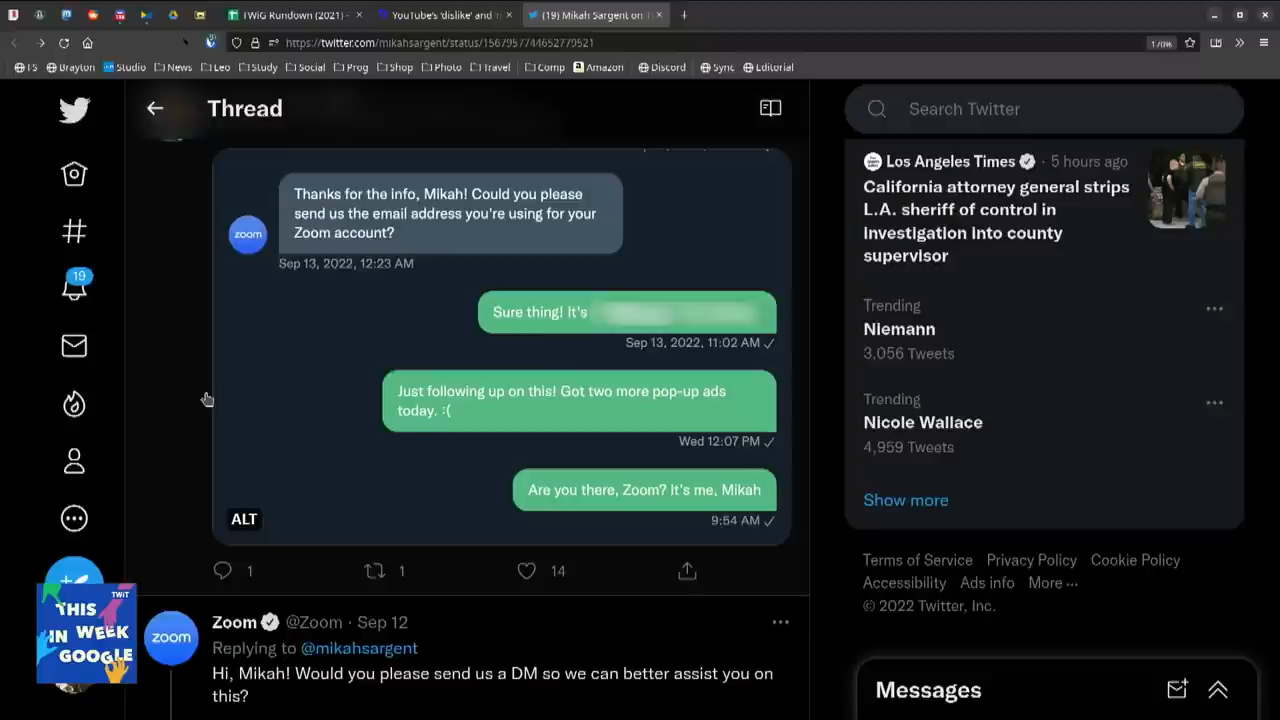 TWiG Rundown (2021) -
YouTube's 'dislike' and
(19) Mikah Sargent on
https://twitter.com/mikahsargent/status/1567957744652779521
170%
TS
Brayton
Studio
News
Leo
Study
Social
Prog
Shop
Photo
Travel
Comp
Amazon
Discord
Sync
Editorial
Thread
Thanks for the info, Mikah! Could you please
send us the email address you're using for your
Zoom account?
zoom
Sep 13, 2022, 12:23 AM
Sure thing! It's
Sep 13, 2022, 11:02 AM ✓
Just following up on this! Got two more pop-up ads
today. :(
Wed 12:07 PM ✓
Are you there, Zoom? It's me, Mikah
9:54 AM ✓
ALT
1
1
14
Zoom @Zoom · Sep 12
zoom
Replying to @mikahsargent
Hi, Mikah! Would you please send us a DM so we can better assist you on
this?
19
TWiT
THIS
IN WEEK
GOOGLE
Search Twitter
Los Angeles Times · 5 hours ago
California attorney general strips
L.A. sheriff of control in
investigation into county
supervisor
Trending
Niemann
3,056 Tweets
Trending
Nicole Wallace
4,959 Tweets
Show more
Terms of Service Privacy Policy Cookie Policy
Accessibility Ads info More ···
© 2022 Twitter, Inc.
Messages